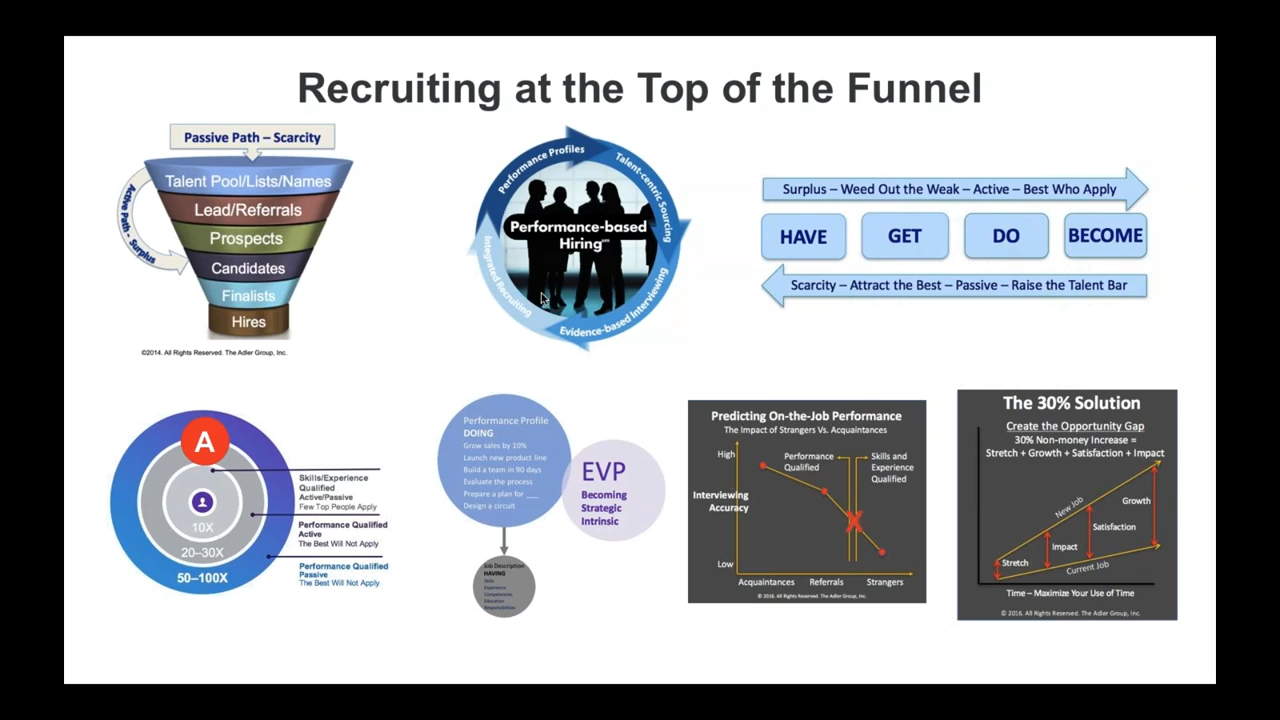 Recruiting at the Top of the Funnel
Passive Path – Scarcity
Active Path - Surplus
Talent Pool/Lists/Names
Lead/Referrals
Prospects
Candidates
Finalists
Hires
©2014. All Rights Reserved. The Adler Group, Inc.
Performance Profiles
Talent-centric Sourcing
Evidence-based Interviewing
Integrated Recruiting
Performance-based
Hiring℠
Surplus – Weed Out the Weak – Active – Best Who Apply
HAVE
GET
DO
BECOME
Scarcity – Attract the Best – Passive – Raise the Talent Bar
A
10X
20–30X
50–100X
Skills/Experience
Qualified
Active/Passive
Few Top People Apply
Performance Qualified
Active
The Best Will Not Apply
Performance Qualified
Passive
The Best Will Not Apply
Performance Profile
DOING
Grow sales by 10%
Launch new product line
Build a team in 90 days
Evaluate the process
Prepare a plan for ___
Design a circuit
EVP
Becoming
Strategic
Intrinsic
Job Description
HAVING
Skills
Experience
Competencies
Education
Responsibilities
Predicting On-the-Job Performance
The Impact of Strangers Vs. Acquaintances
High
Performance
Qualified
Skills and
Experience
Qualified
Interviewing
Accuracy
Low
Acquaintances
Referrals
Strangers
© 2016. All Rights Reserved. The Adler Group, Inc.
The 30% Solution
Create the Opportunity Gap
30% Non-money Increase =
Stretch + Growth + Satisfaction + Impact
New Job
Growth
Satisfaction
Impact
Stretch
Current Job
Time – Maximize Your Use of Time
© 2016. All Rights Reserved. The Adler Group, Inc.